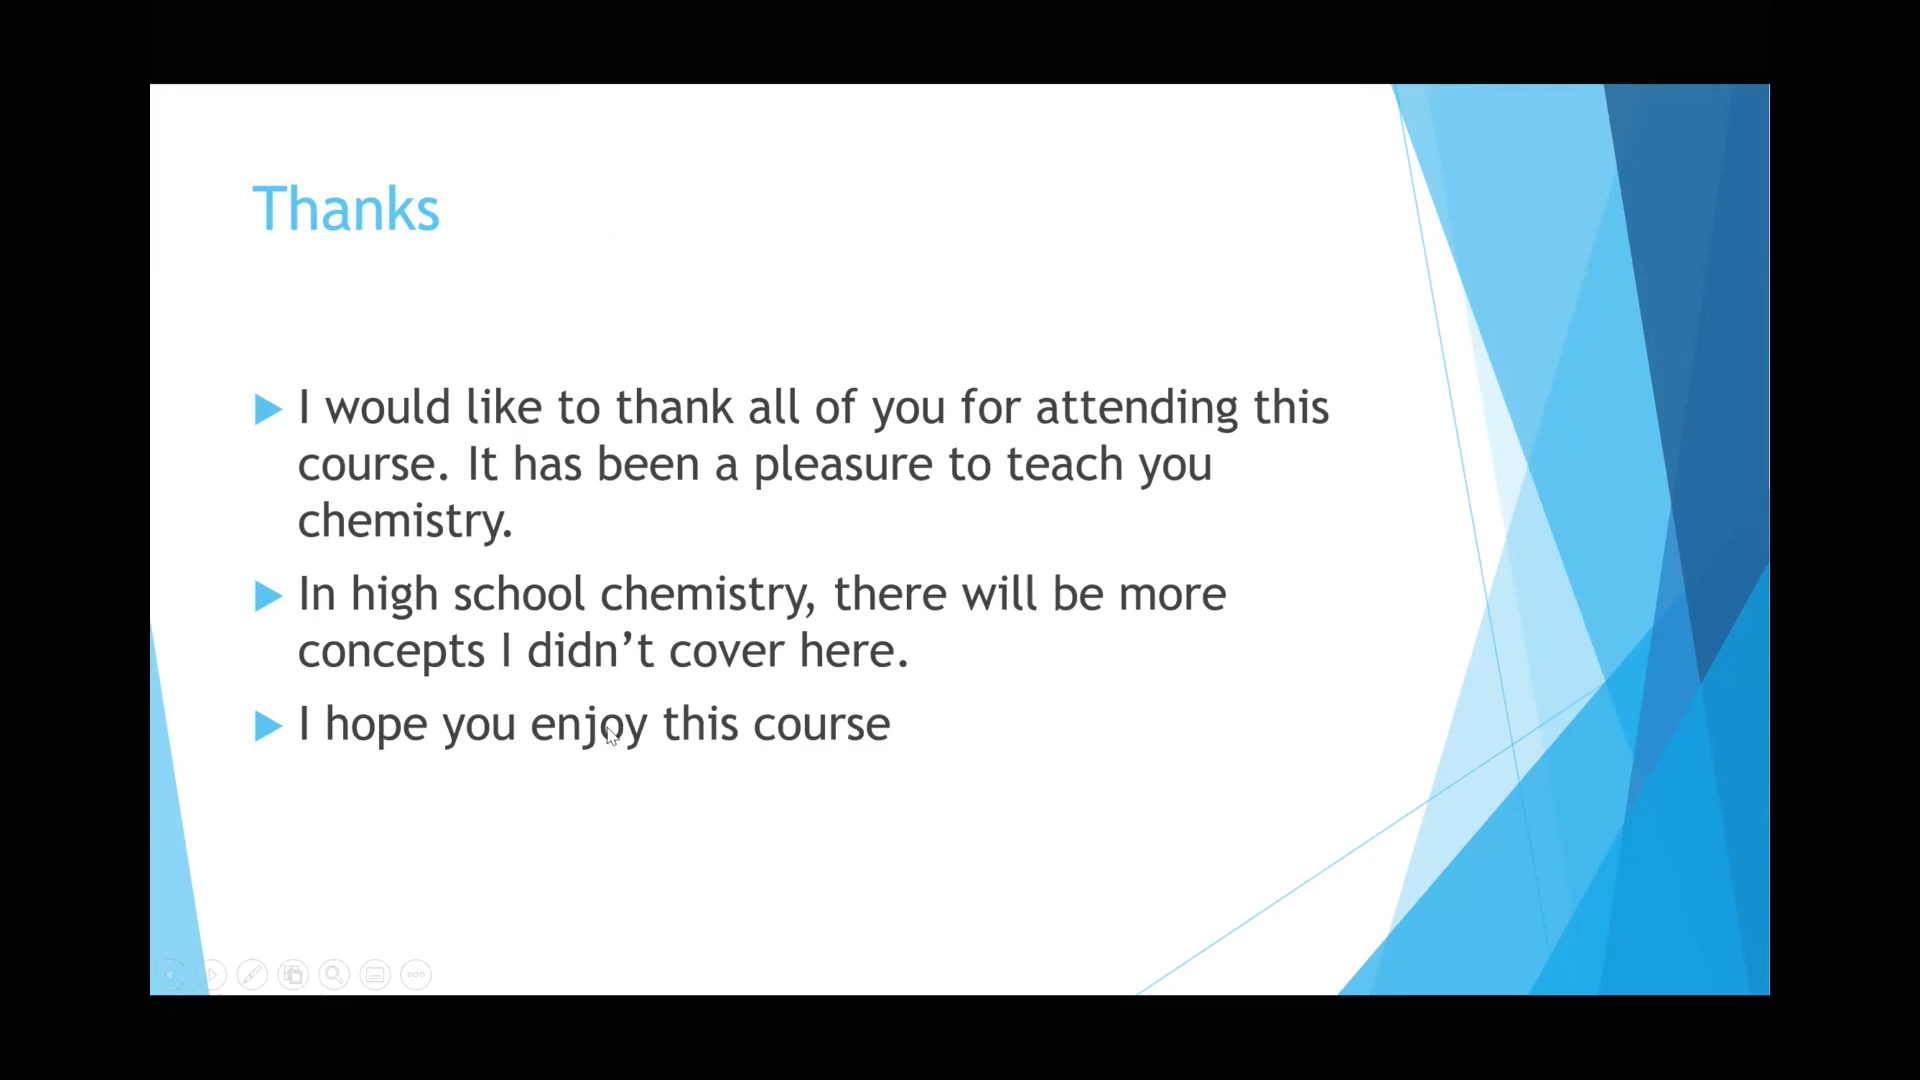 Thanks
I would like to thank all of you for attending this
course. It has been a pleasure to teach you
chemistry.
In high school chemistry, there will be more
concepts I didn’t cover here.
I hope you enjoy this course